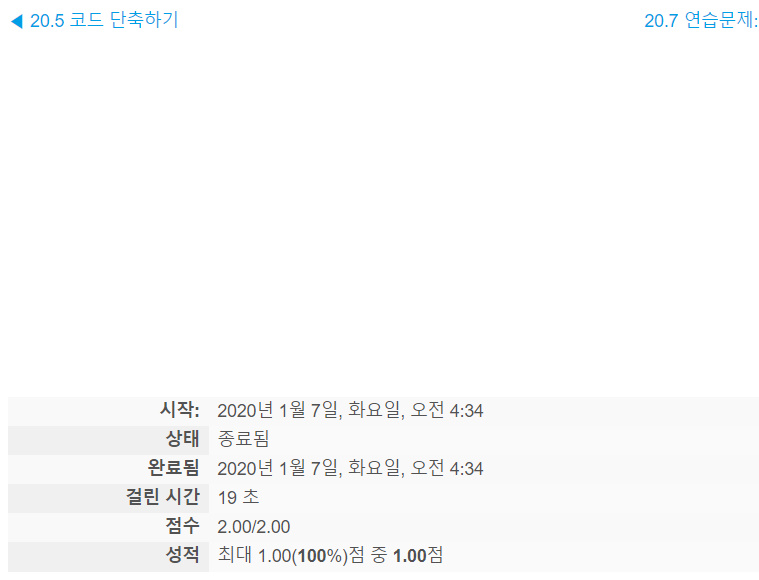 ◀ 20.5 코드 단축하기
20.7 연습문제:
시작: 2020년 1월 7일, 화요일, 오전 4:34
상태 종료됨
완료됨 2020년 1월 7일, 화요일, 오전 4:34
걸린 시간 19 초
점수 2.00/2.00
성적 최대 1.00(100%)점 중 1.00점